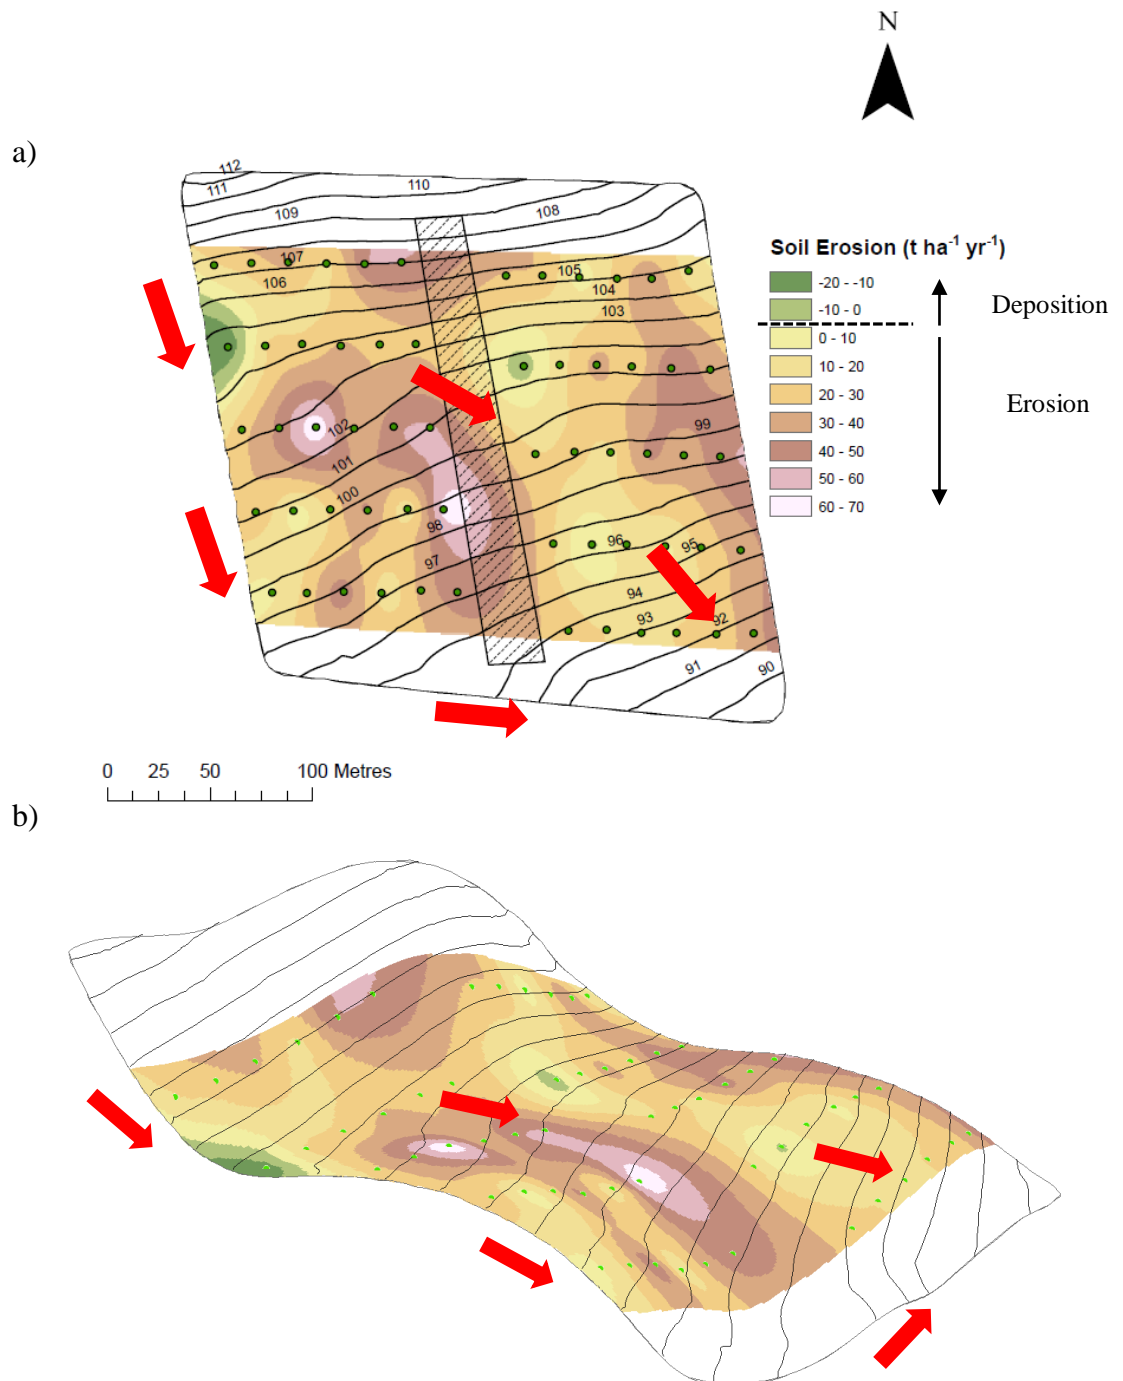 N
a)
112
111
110
109
108
107
106
105
104
103
102
101
100
99
98
97
96
95
94
93
92
91
90
Soil Erosion (t ha⁻¹ yr⁻¹)
-20 - -10
-10 - 0
0 - 10
10 - 20
20 - 30
30 - 40
40 - 50
50 - 60
60 - 70
Deposition
Erosion
0 25 50 100 Metres
b)